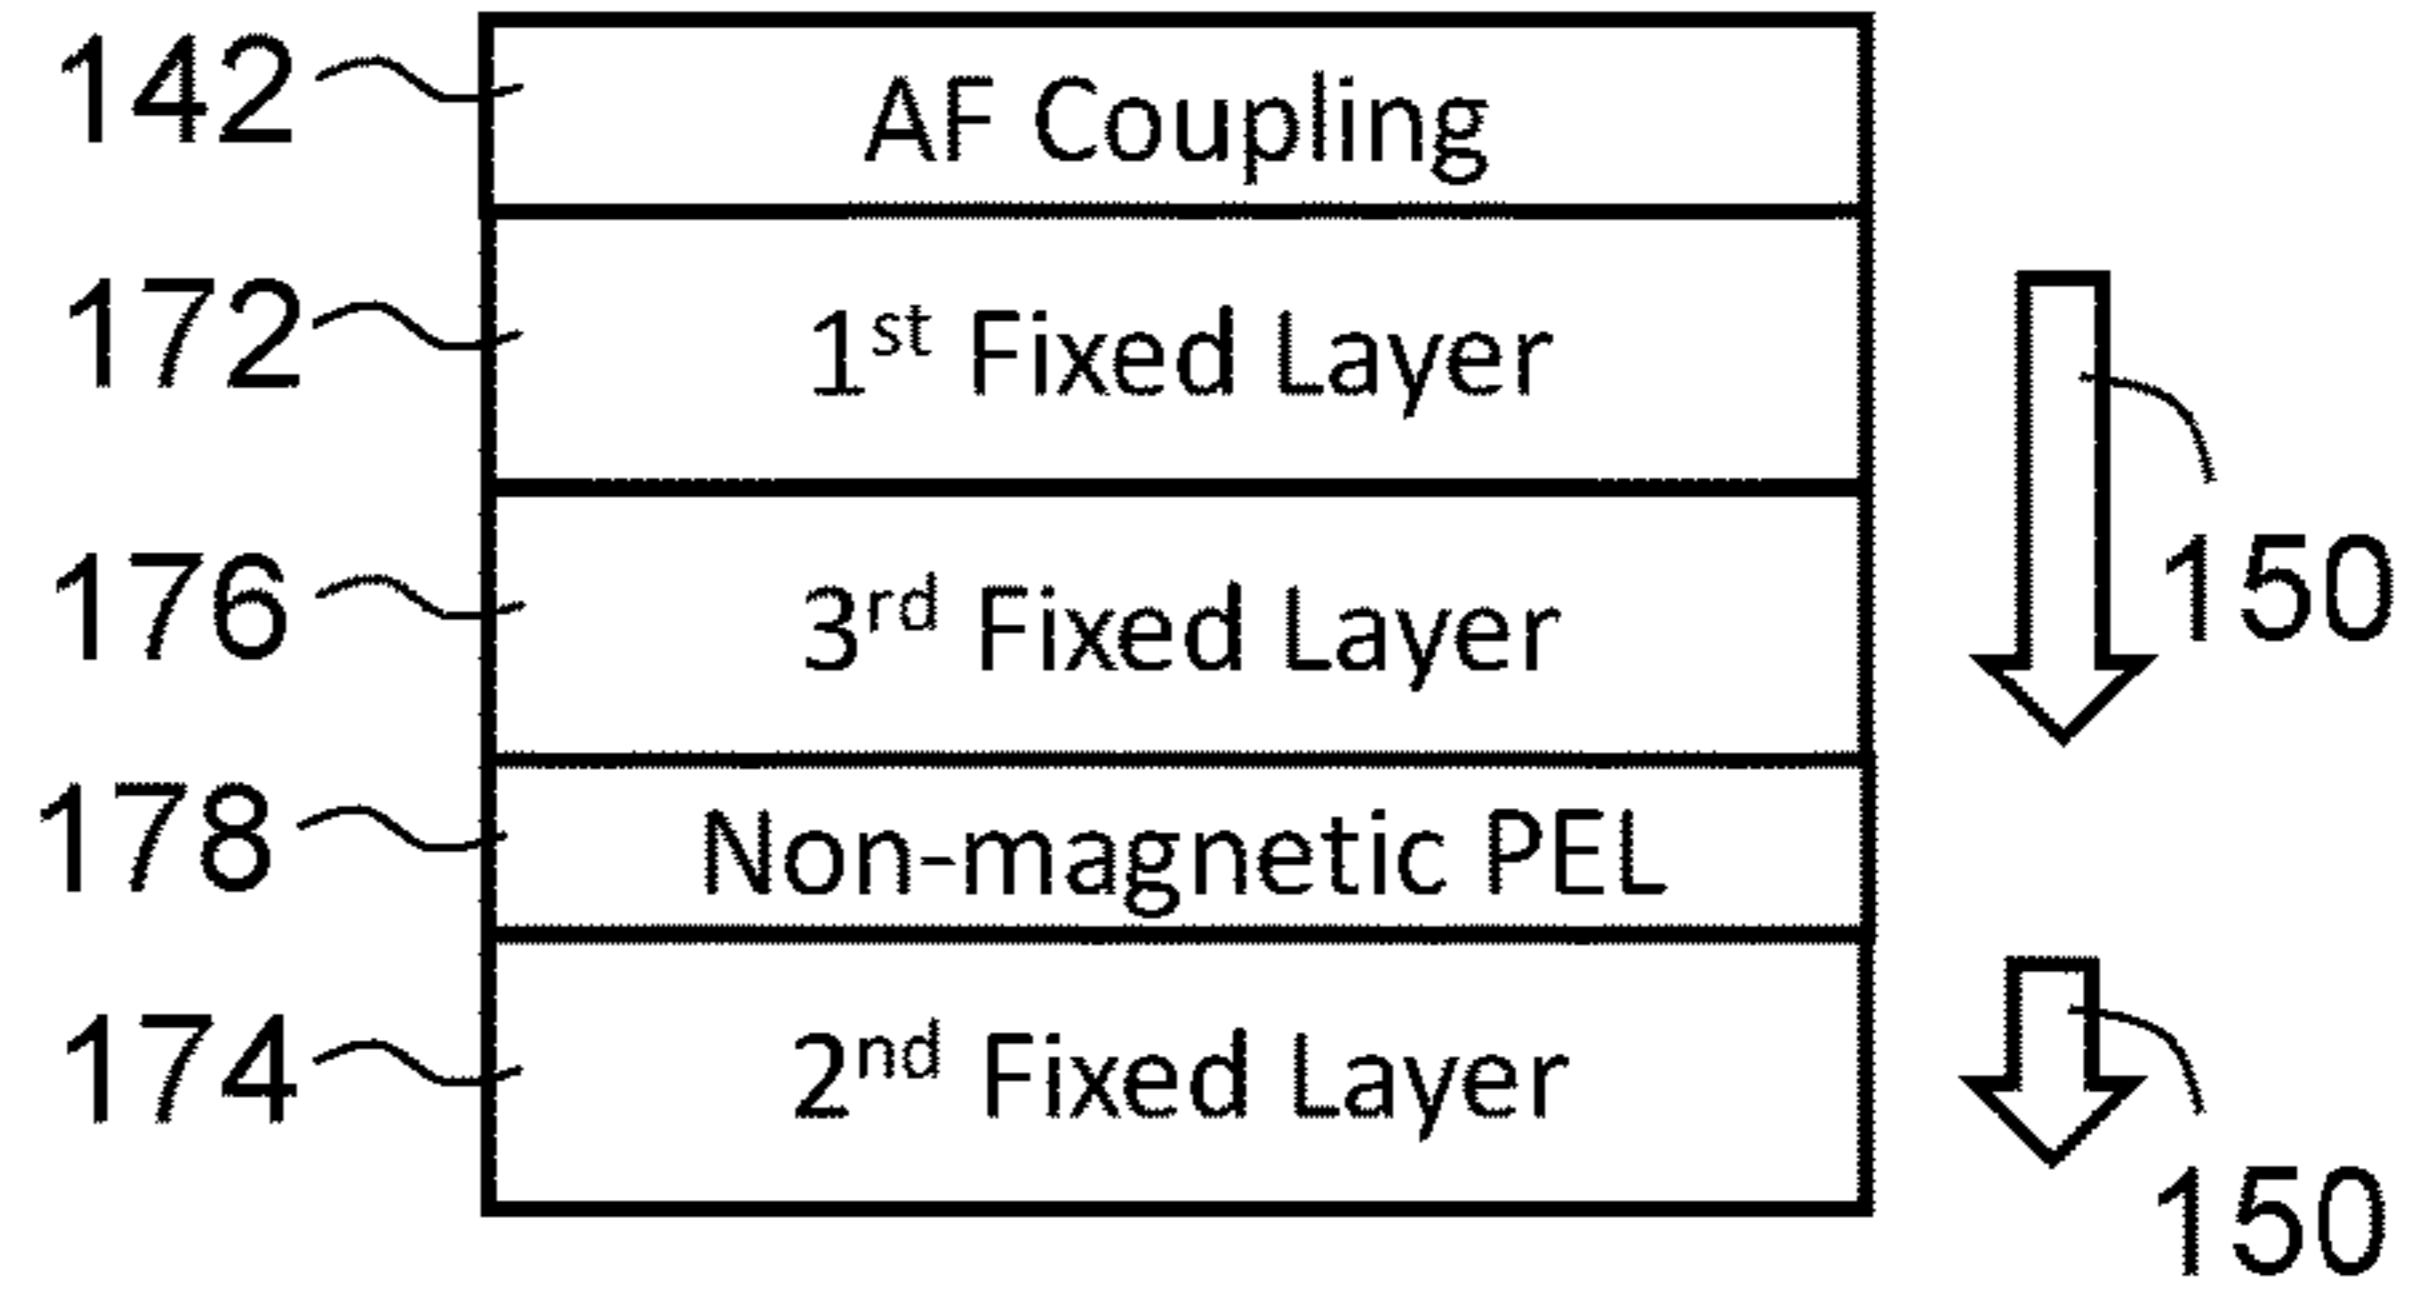 142 AF Coupling
172 1st Fixed Layer
150
176 3rd Fixed Layer
178 Non-magnetic PEL
174 2nd Fixed Layer
150